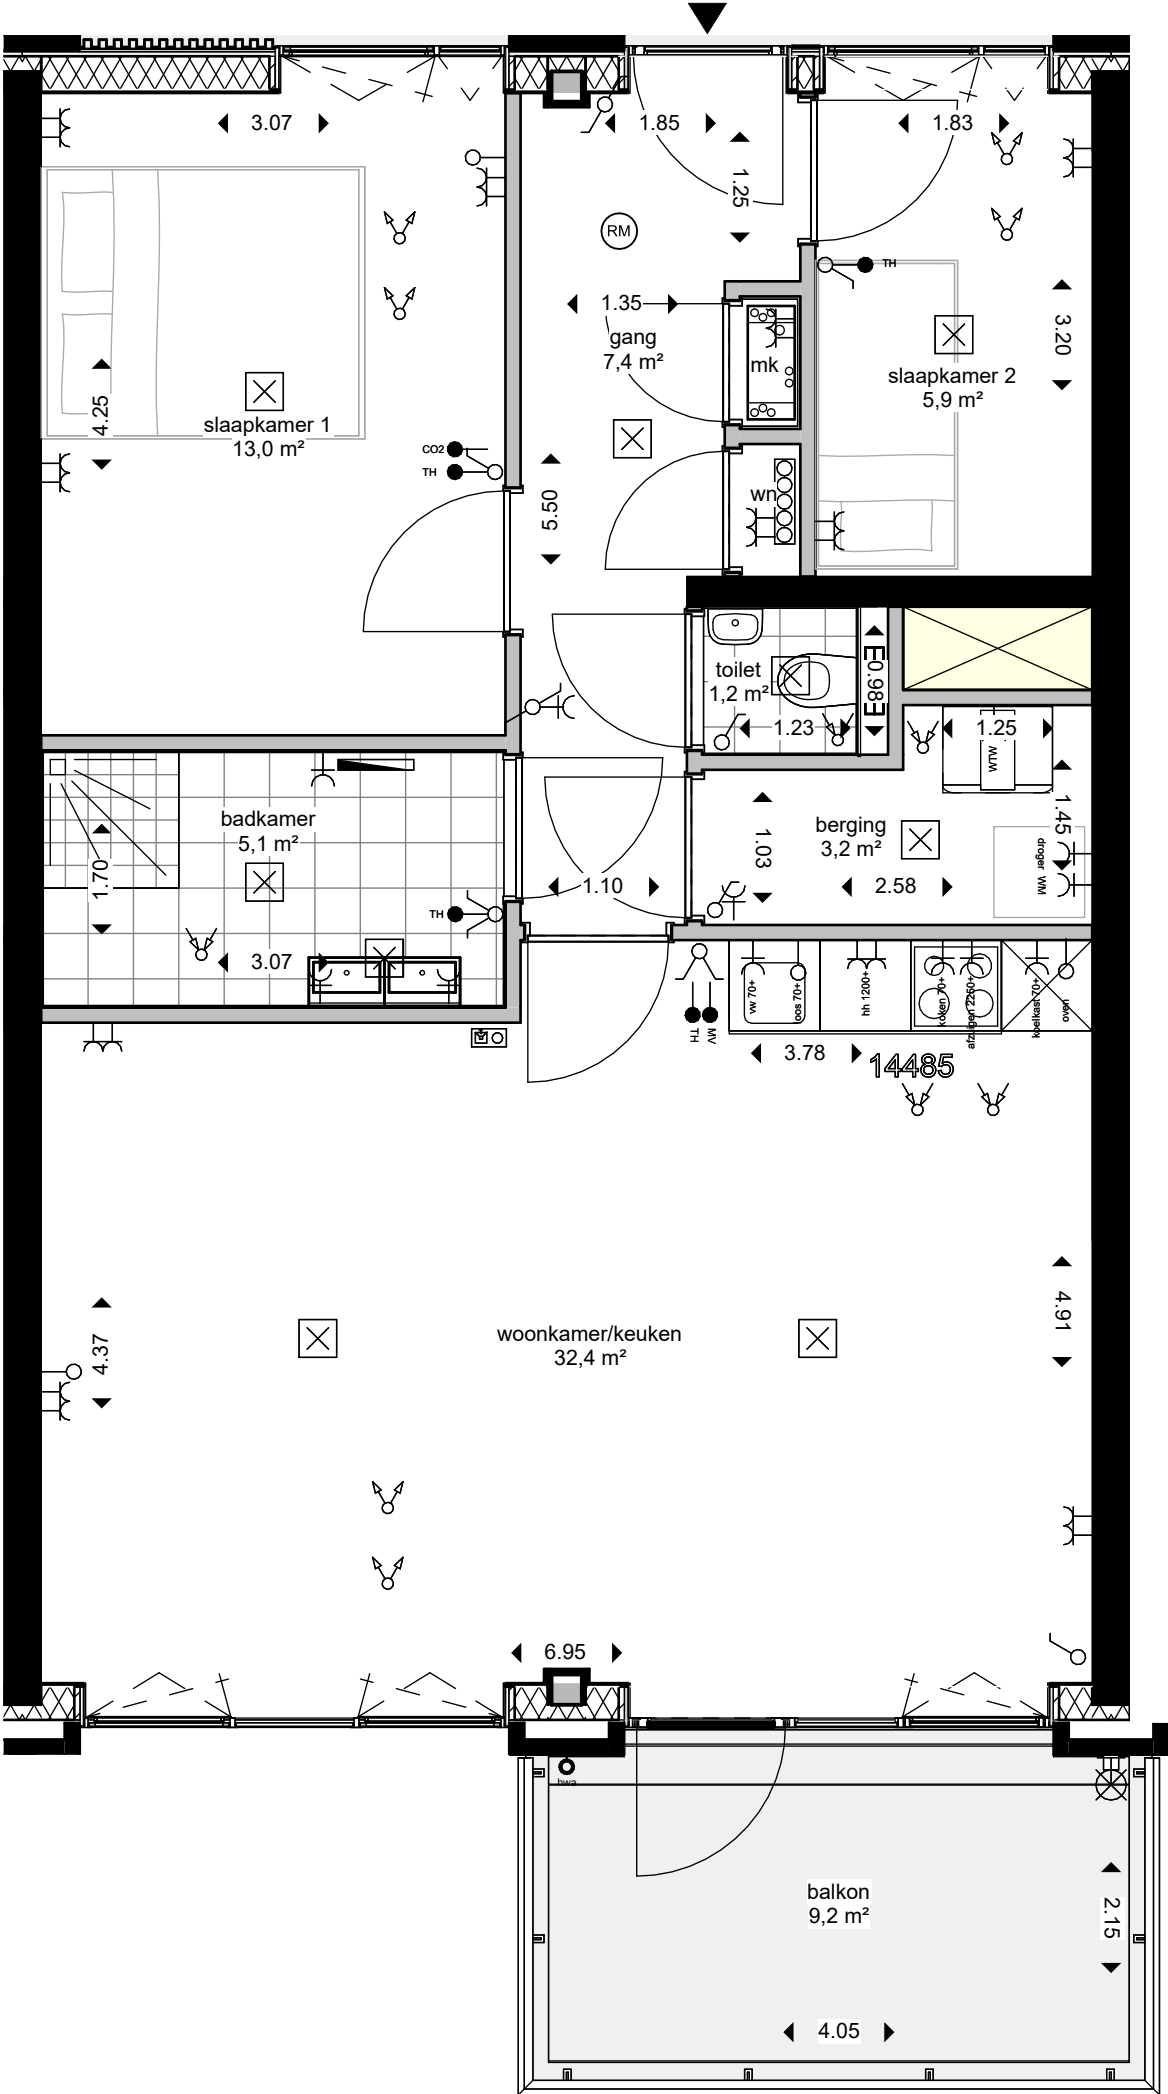 3.07
1.85
1.83
1.25
RM
TH
1.35
gang
7,4 m²
mk
3.20
slaapkamer 2
5,9 m²
4.25
slaapkamer 1
13,0 m²
CO2
TH
5.50
wn
toilet
1,2 m²
0.98
1.23
1.25
WTW
badkamer
5,1 m²
1.70
1.03
berging
3,2 m²
1.45
droger
WM
2.58
1.10
TH
3.07
TH
MV
vw 70+
loos 70+
hh 1200+
koken 70+
afzuigen 2250+
koelkast 70+
oven
3.78
14485
4.91
4.37
woonkamer/keuken
32,4 m²
6.95
hwa
balkon
9,2 m²
2.15
4.05